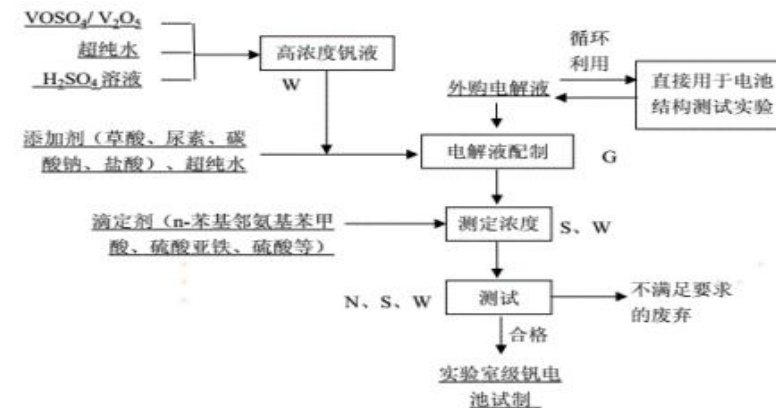 VOSO₄/ V₂O₅
超纯水
H₂SO₄ 溶液
高浓度钒液
W
外购电解液
循环
利用
直接用于电池
结构测试实验
添加剂（草酸、尿素、碳
酸钠、盐酸）、超纯水
电解液配制
G
滴定剂（n-苯基邻氨基苯甲
酸、硫酸亚铁、硫酸等）
测定浓度
S、W
N、S、W
测试
不满足要求
的废弃
合格
实验室级钒电
池试制